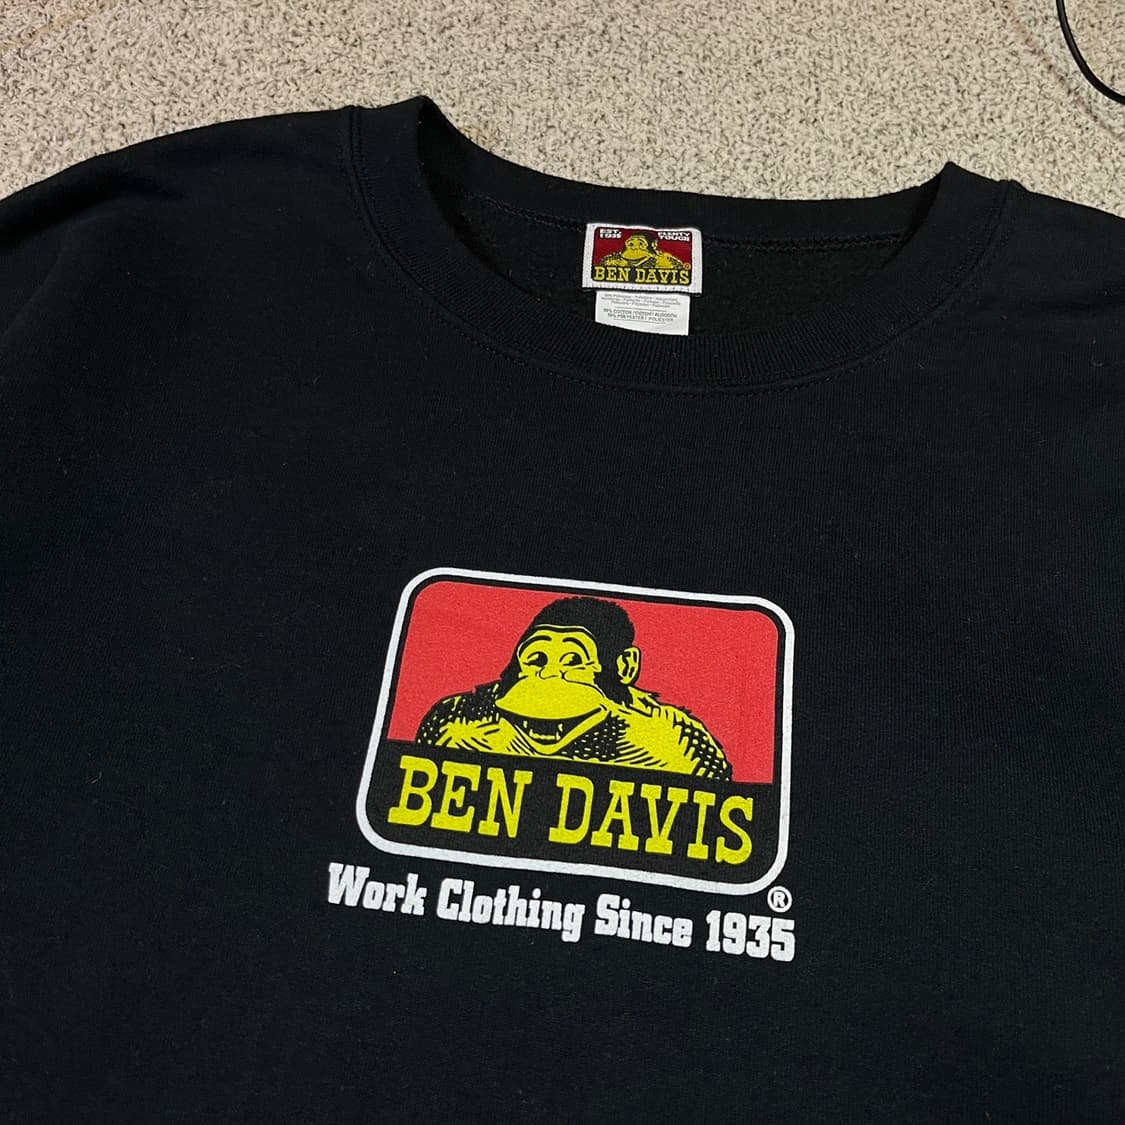 EST. PLENTY
1935 TOUGH
BEN DAVIS
BEN DAVIS
®
Work Clothing Since 1935